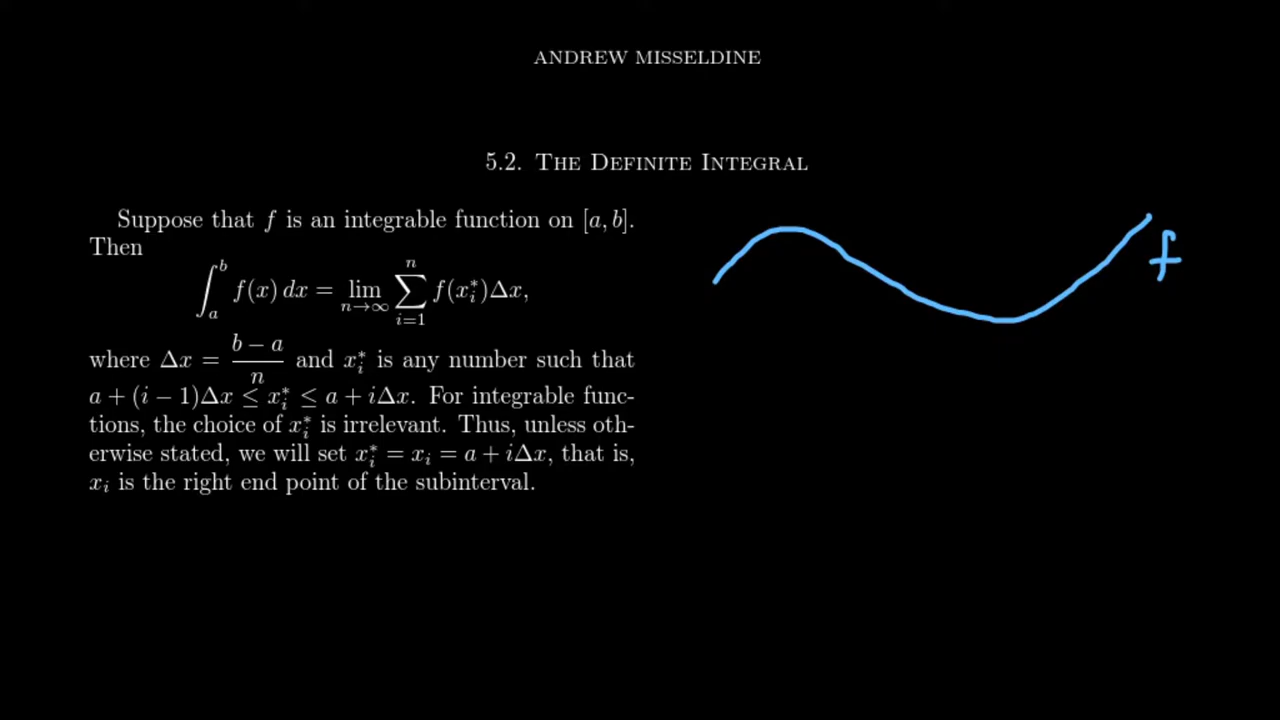 ANDREW MISSELDINE
5.2. THE DEFINITE INTEGRAL
Suppose that f is an integrable function on [a, b].
Then
∫_a^b f(x) dx = lim_{n→∞} ∑_{i=1}^n f(x_i^*)Δx,
where Δx = \frac{b − a}{n} and x_i^* is any number such that
a + (i − 1)Δx ≤ x_i^* ≤ a + iΔx. For integrable func-
tions, the choice of x_i^* is irrelevant. Thus, unless oth-
erwise stated, we will set x_i^* = x_i = a + iΔx, that is,
x_i is the right end point of the subinterval.
f